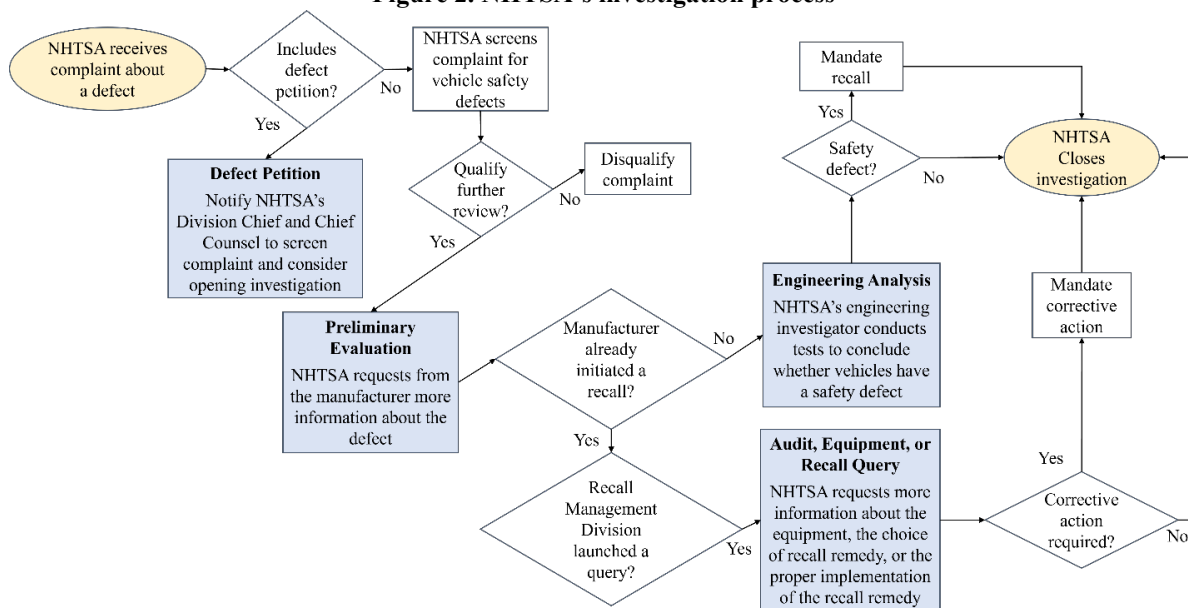 Figure 2. NHTSA's investigation process
NHTSA receives
complaint about
a defect
Includes
defect
petition?
No
Yes
NHTSA screens
complaint for
vehicle safety
defects
Defect Petition
Notify NHTSA's
Division Chief and Chief
Counsel to screen
complaint and consider
opening investigation
Qualify
further
review?
No
Yes
Disqualify
complaint
Preliminary
Evaluation
NHTSA requests from
the manufacturer more
information about the
defect
Manufacturer
already
initiated a
recall?
No
Yes
Engineering Analysis
NHTSA's engineering
investigator conducts
tests to conclude
whether vehicles have
a safety defect
Safety
defect?
Yes
No
Mandate
recall
NHTSA
Closes
investigation
Recall
Management
Division
launched a
query?
Yes
Audit, Equipment, or
Recall Query
NHTSA requests more
information about the
equipment, the choice
of recall remedy, or the
proper implementation
of the recall remedy
Corrective
action
required?
Yes
No
Mandate
corrective
action